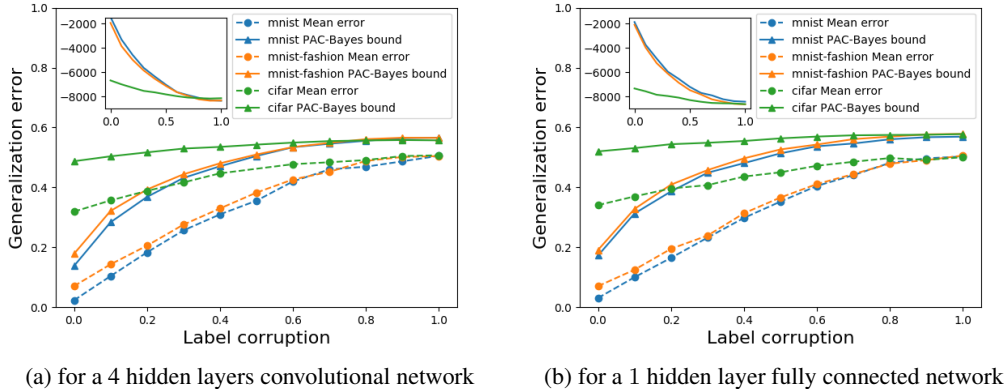 1.0
0.8
0.6
0.4
0.2
0.0
Generalization error
−2000
−4000
−6000
−8000
0.0 0.5 1.0
mnist Mean error
mnist PAC-Bayes bound
mnist-fashion Mean error
mnist-fashion PAC-Bayes bound
cifar Mean error
cifar PAC-Bayes bound
0.0 0.2 0.4 0.6 0.8 1.0
Label corruption
(a) for a 4 hidden layers convolutional network
1.0
0.8
0.6
0.4
0.2
0.0
Generalization error
−2000
−4000
−6000
−8000
0.0 0.5 1.0
mnist Mean error
mnist PAC-Bayes bound
mnist-fashion Mean error
mnist-fashion PAC-Bayes bound
cifar Mean error
cifar PAC-Bayes bound
0.0 0.2 0.4 0.6 0.8 1.0
Label corruption
(b) for a 1 hidden layer fully connected network